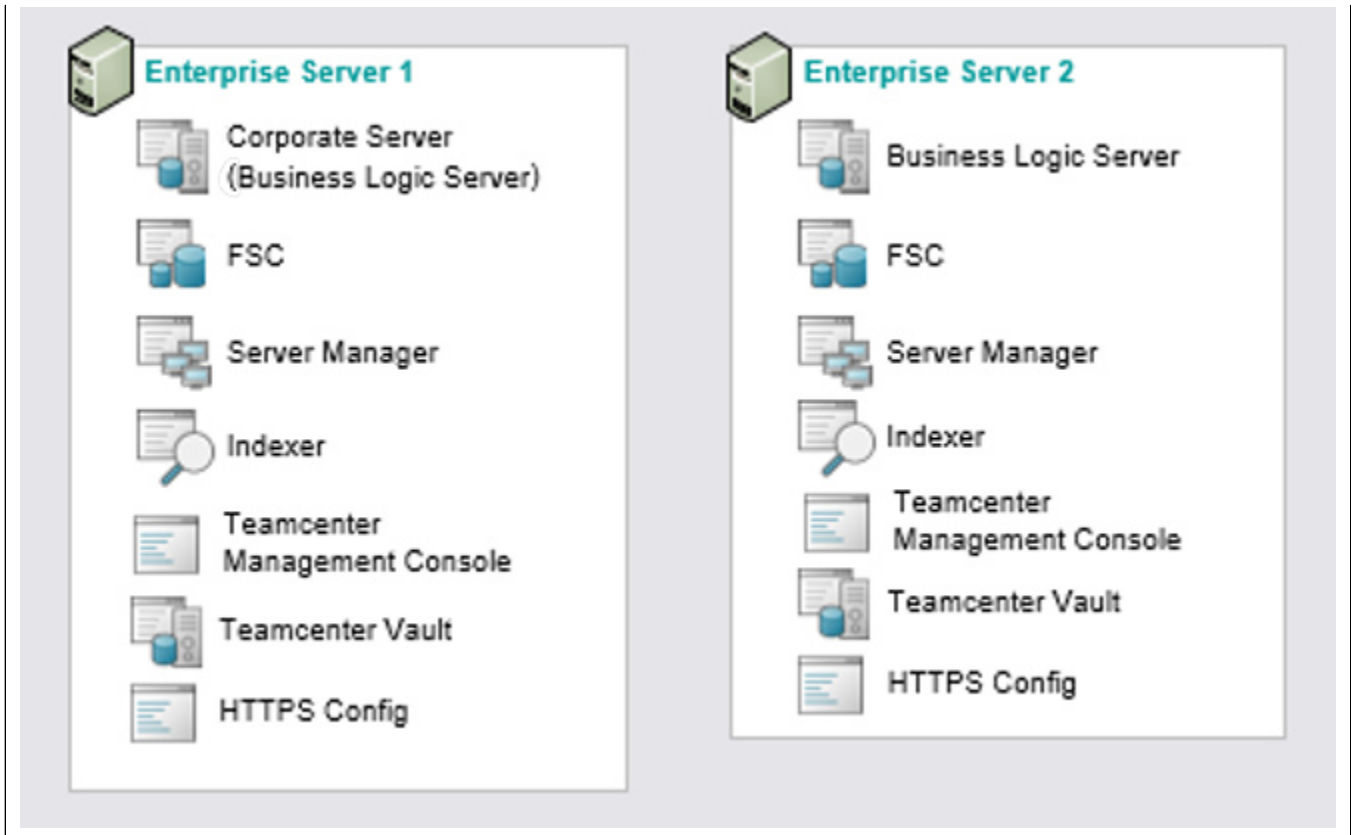 Enterprise Server 1
Corporate Server
(Business Logic Server)
FSC
Server Manager
Indexer
Teamcenter
Management Console
Teamcenter Vault
HTTPS Config
Enterprise Server 2
Business Logic Server
FSC
Server Manager
Indexer
Teamcenter
Management Console
Teamcenter Vault
HTTPS Config